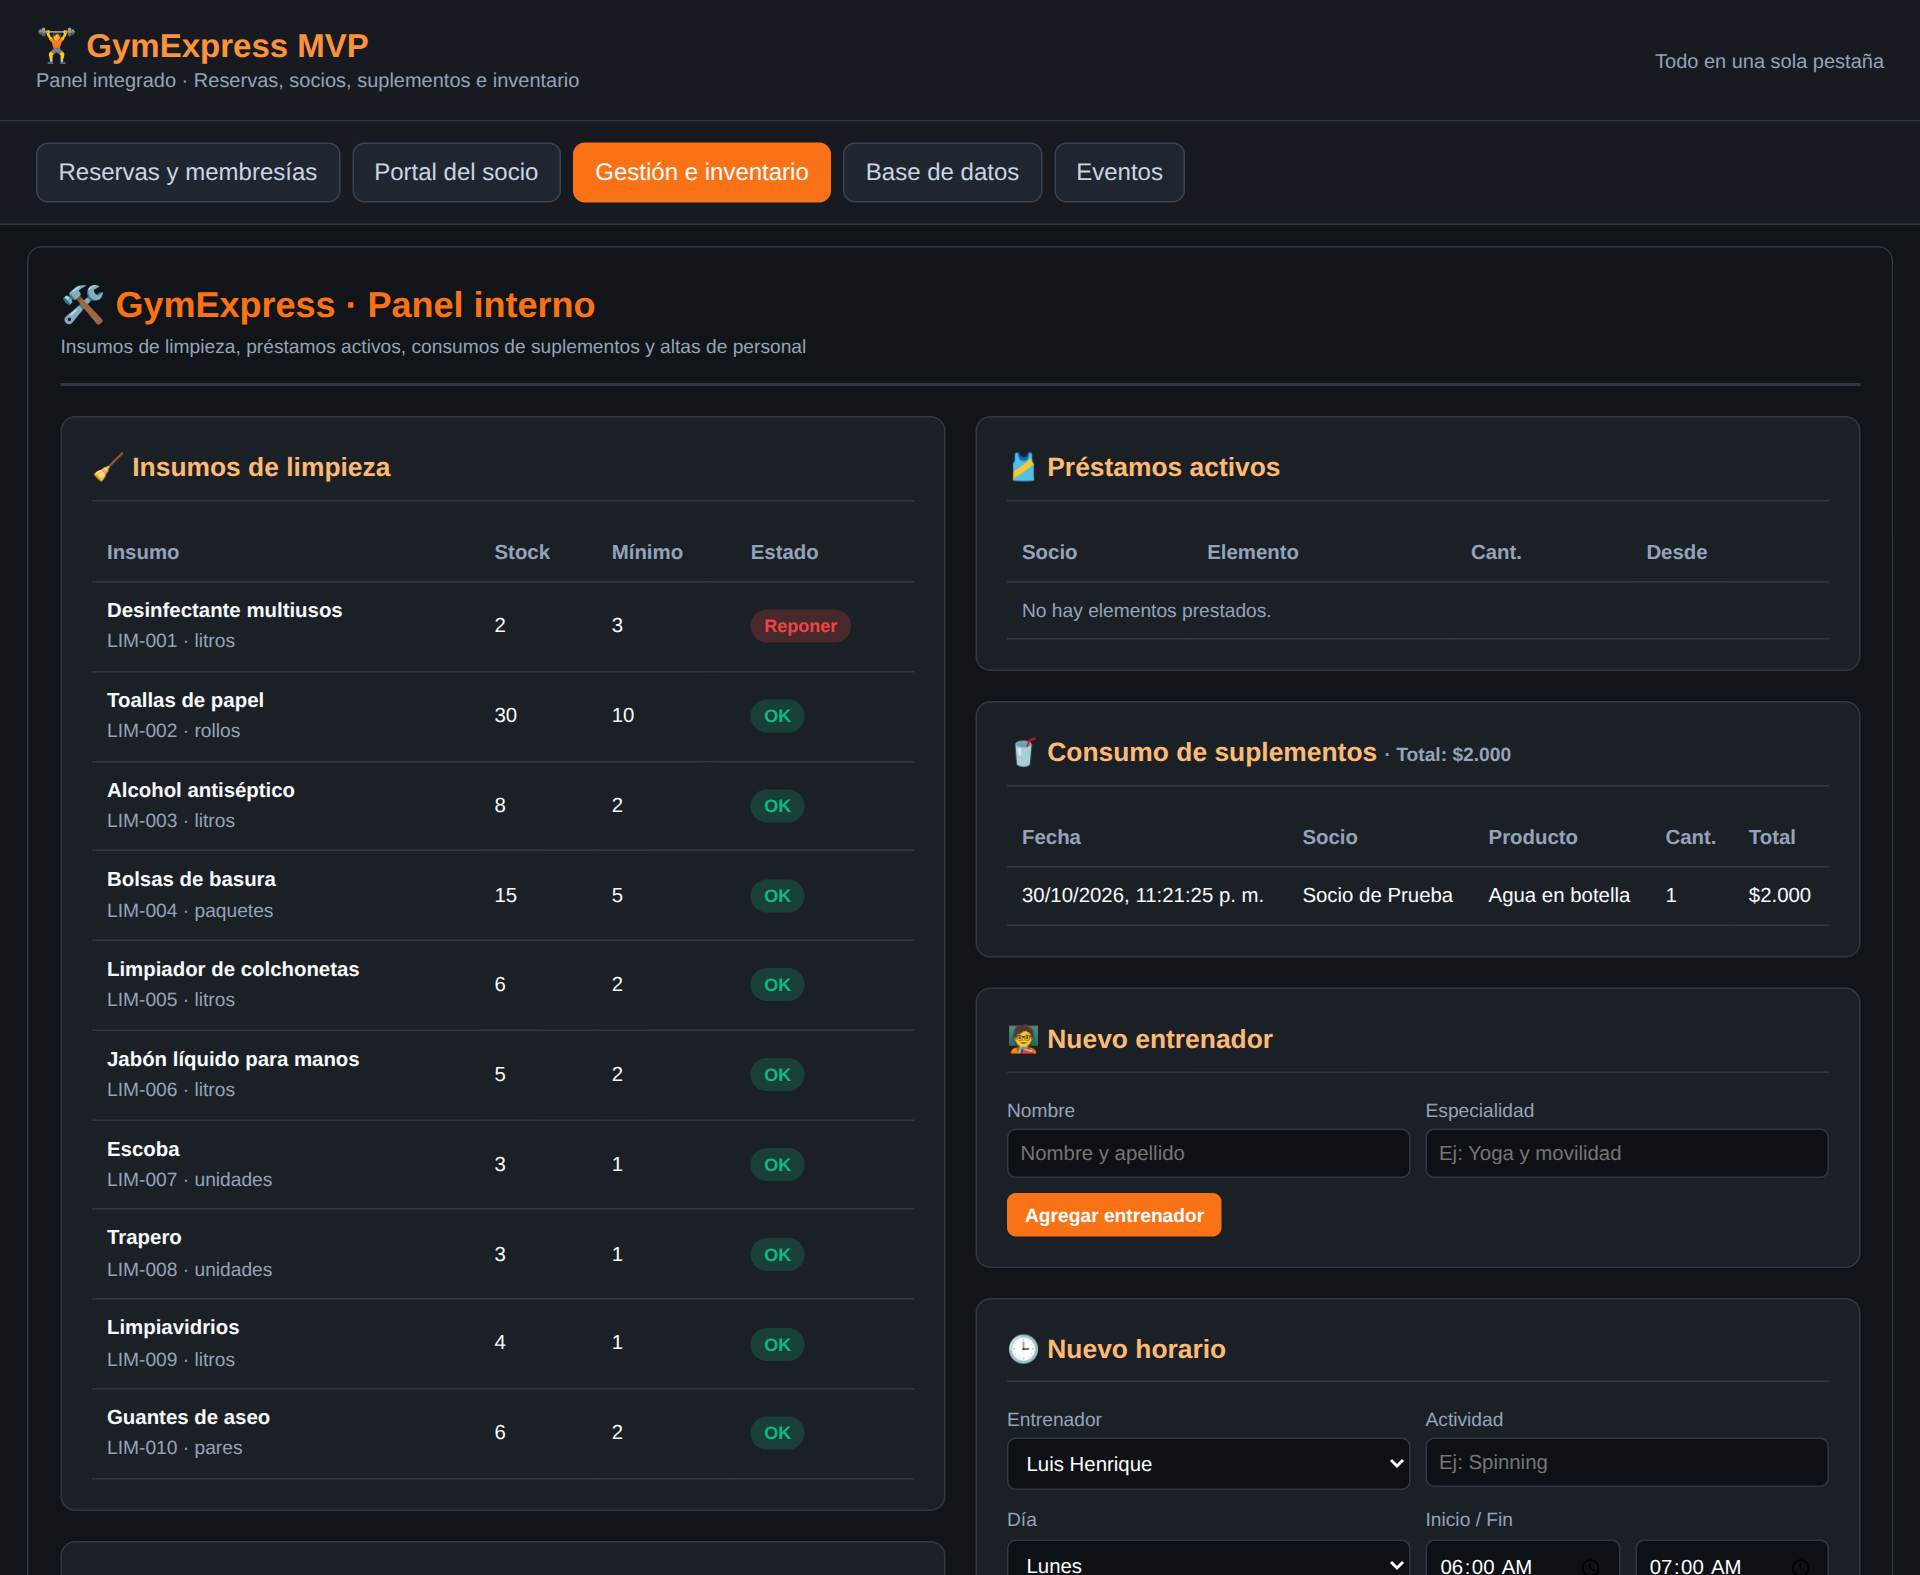 GymExpress MVP
Panel integrado · Reservas, socios, suplementos e inventario
Todo en una sola pestaña
Reservas y membresías
Portal del socio
Gestión e inventario
Base de datos
Eventos
GymExpress · Panel interno
Insumos de limpieza, préstamos activos, consumos de suplementos y altas de personal
Insumos de limpieza
Insumo Stock Mínimo Estado
Desinfectante multiusos
LIM-001 · litros
2 3 Reponer
Toallas de papel
LIM-002 · rollos
30 10 OK
Alcohol antiséptico
LIM-003 · litros
8 2 OK
Bolsas de basura
LIM-004 · paquetes
15 5 OK
Limpiador de colchonetas
LIM-005 · litros
6 2 OK
Jabón líquido para manos
LIM-006 · litros
5 2 OK
Escoba
LIM-007 · unidades
3 1 OK
Trapero
LIM-008 · unidades
3 1 OK
Limpiavidrios
LIM-009 · litros
4 1 OK
Guantes de aseo
LIM-010 · pares
6 2 OK
Préstamos activos
Socio Elemento Cant. Desde
No hay elementos prestados.
Consumo de suplementos · Total: $2.000
Fecha Socio Producto Cant. Total
30/10/2026, 11:21:25 p. m. Socio de Prueba Agua en botella 1 $2.000
Nuevo entrenador
Nombre Especialidad
Nombre y apellido Ej: Yoga y movilidad
Agregar entrenador
Nuevo horario
Entrenador Actividad
Luis Henrique Ej: Spinning
Día Inicio / Fin
Lunes 06:00 AM 07:00 AM